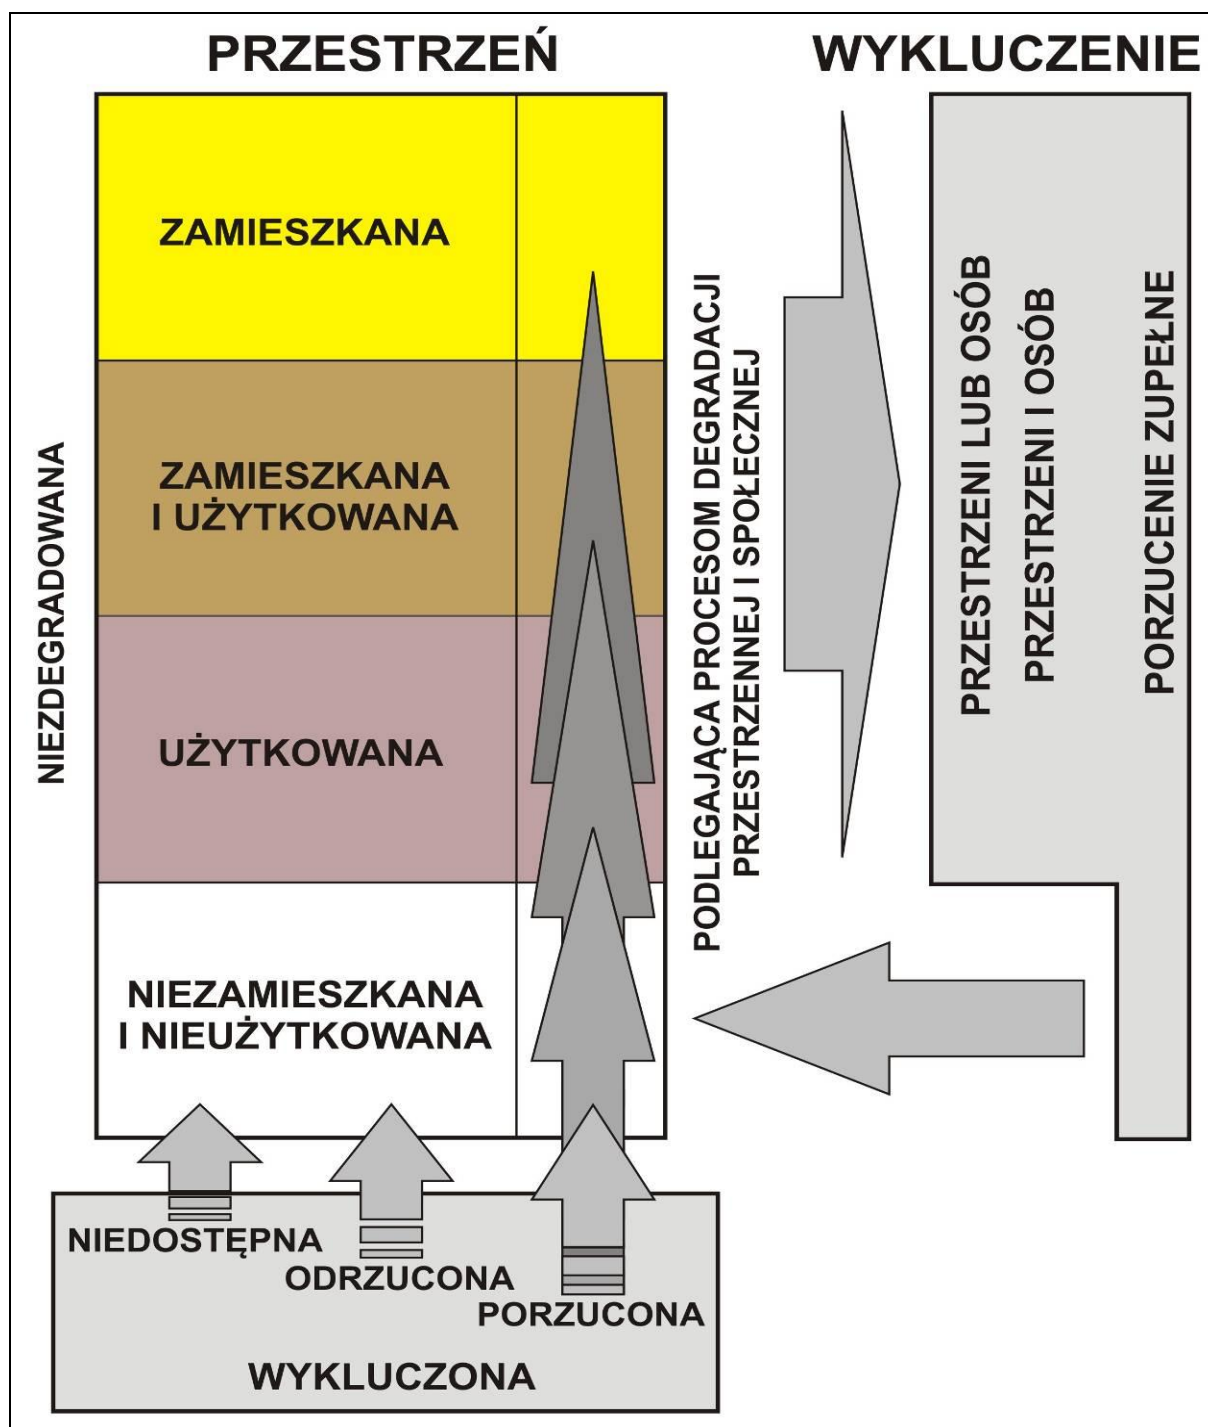 PRZESTRZEŃ
WYKLUCZENIE
NIEZDEGRADOWANA
ZAMIESZKANA
ZAMIESZKANA
I UŻYTKOWANA
UŻYTKOWANA
NIEZAMIESZKANA
I NIEUŻYTKOWANA
PODLEGAJĄCA PROCESOM DEGRADACJI
PRZESTRZENNEJ I SPOŁECZNEJ
PRZESTRZENI LUB OSÓB
PRZESTRZENI I OSÓB
PORZUCENIE ZUPEŁNE
NIEDOSTĘPNA
ODRZUCONA
PORZUCONA
WYKLUCZONA